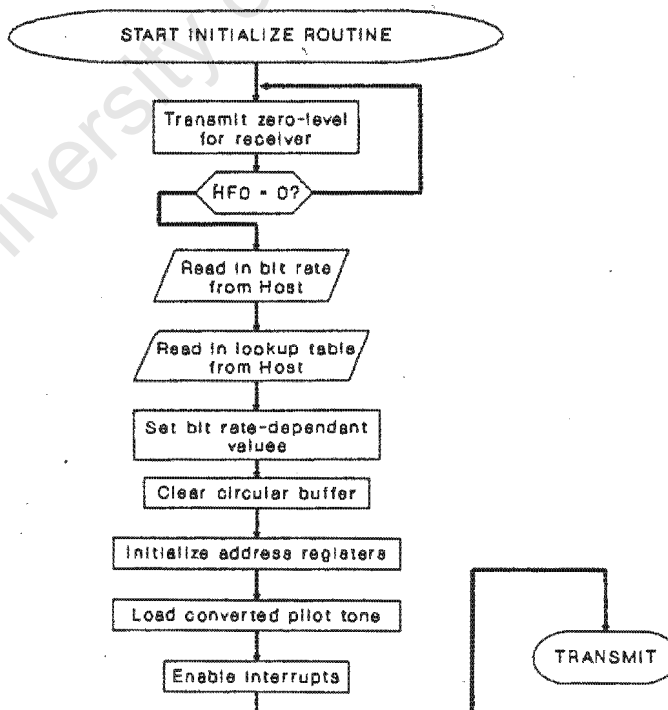 START INITIALIZE ROUTINE
Transmit zero-level
for receiver
HF0 = 0?
Read in bit rate
from Host
Read in lookup table
from Host
Set bit rate-dependant
values
Clear circular buffer
Initialize address registers
Load converted pilot tone
Enable interrupts
TRANSMIT